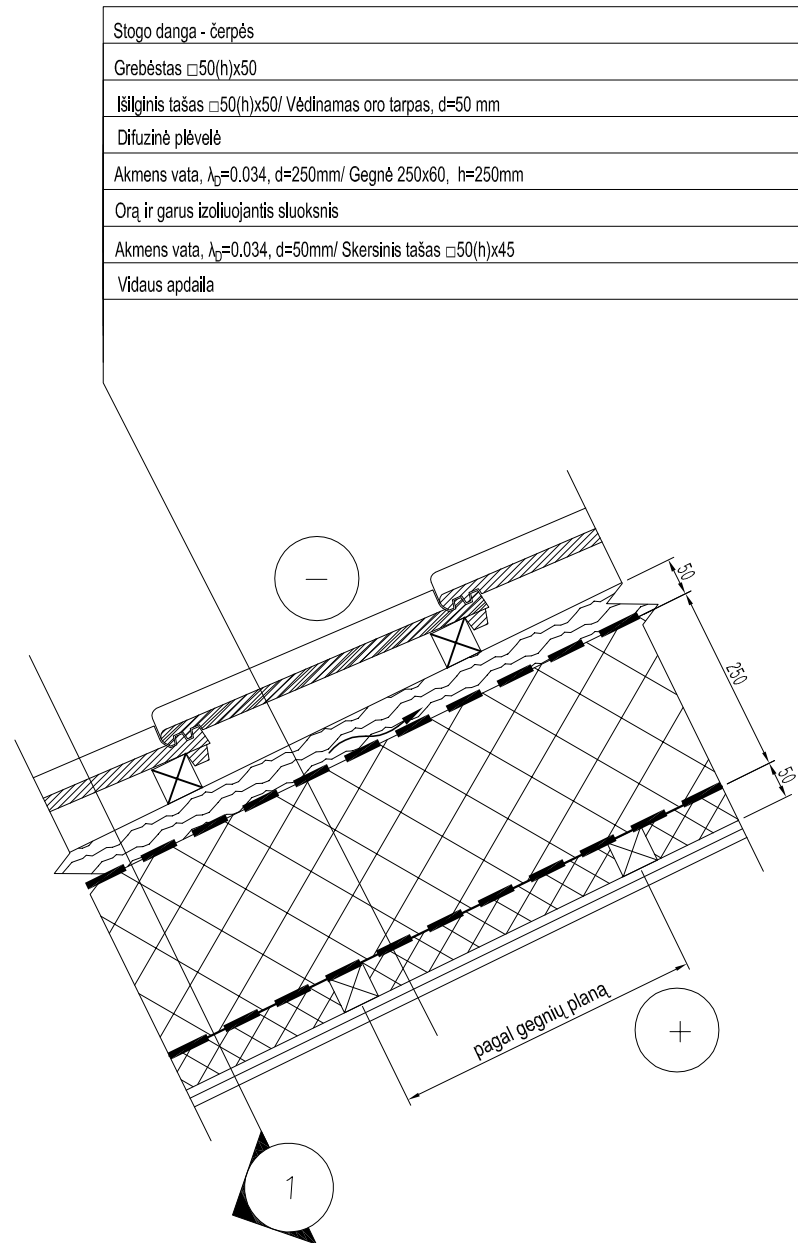 Stogo danga - čerpės
Grebėstas □50(h)x50
Išilginis tašas □50(h)x50/ Vėdinamas oro tarpas, d=50 mm
Difuzinė plėvelė
Akmens vata, λD=0.034, d=250mm/ Gegnė 250x60, h=250mm
Orą ir garus izoliuojantis sluoksnis
Akmens vata, λD=0.034, d=50mm/ Skersinis tašas □50(h)x45
Vidaus apdaila
−
50
250
50
pagal gegnių planą
+
1